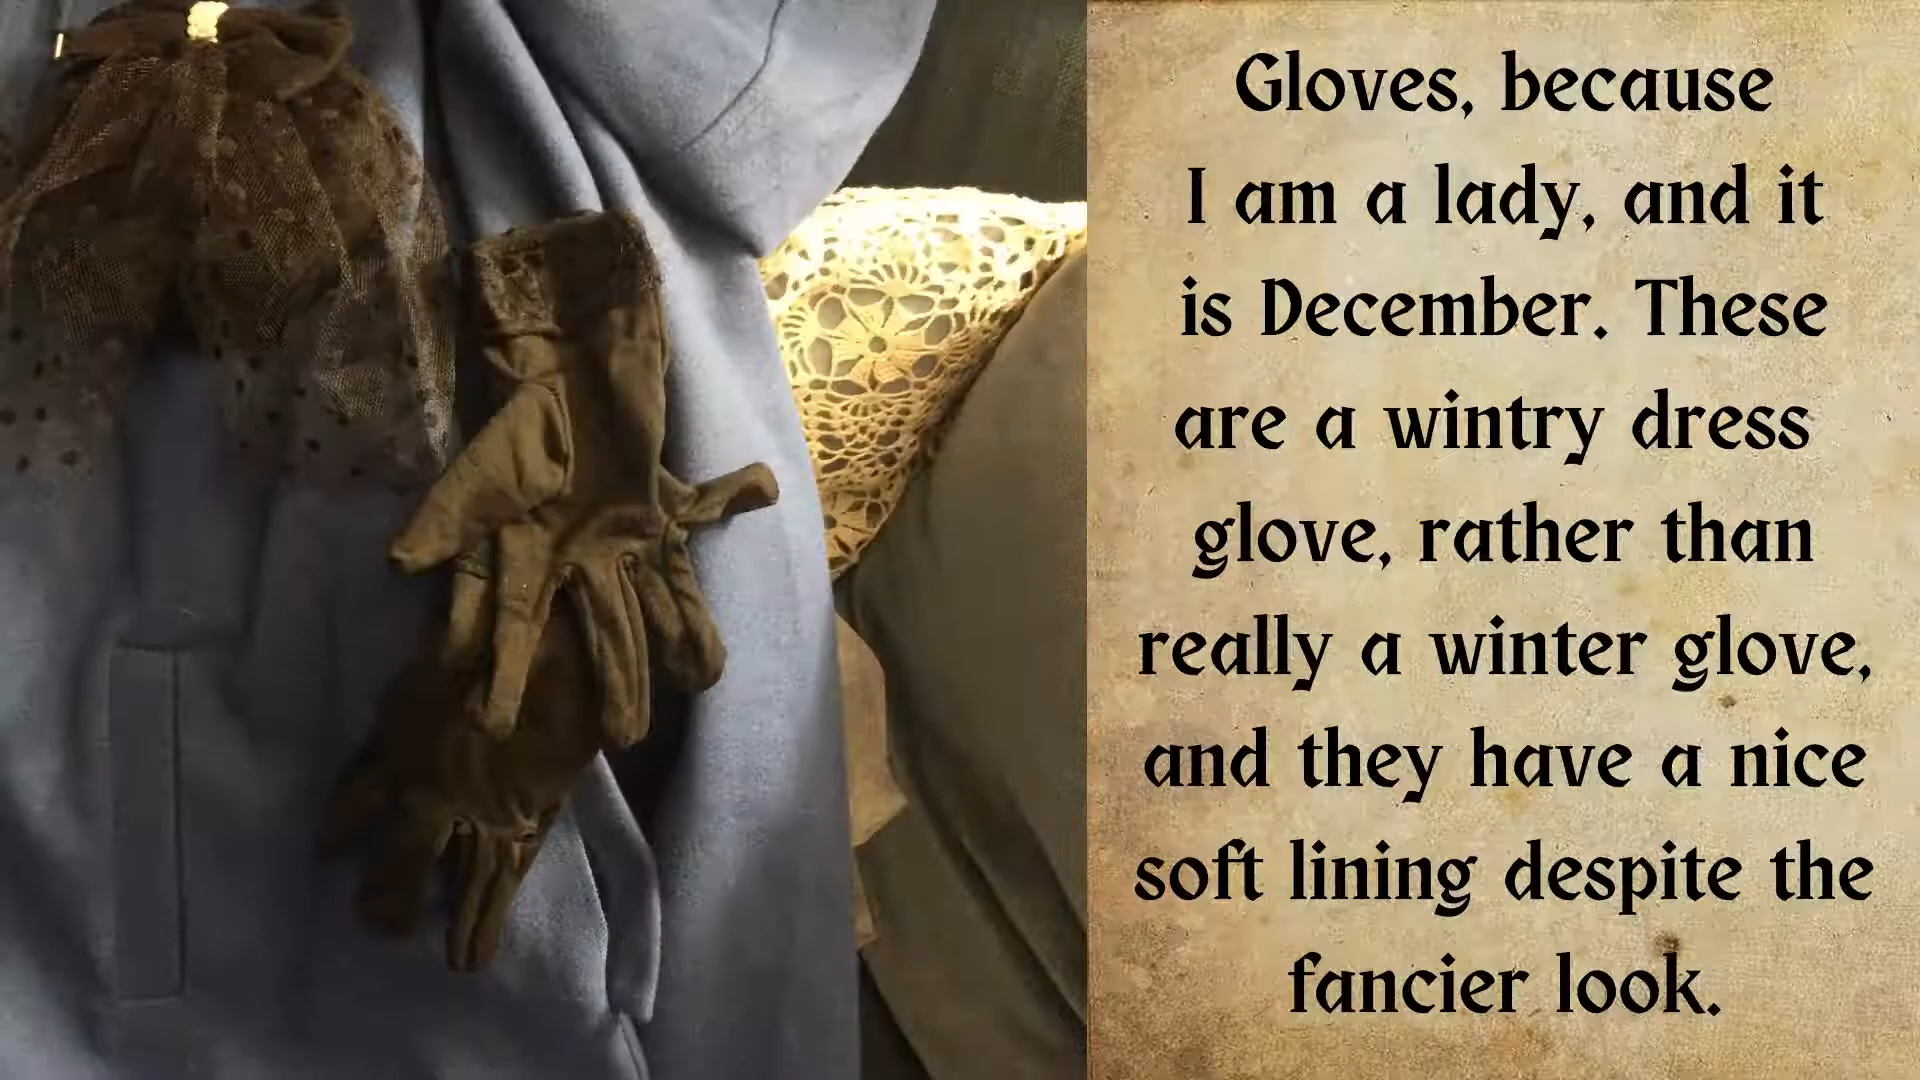 Gloves, because
I am a lady, and it
is December. These
are a wintry dress
glove, rather than
really a winter glove,
and they have a nice
soft lining despite the
fancier look.